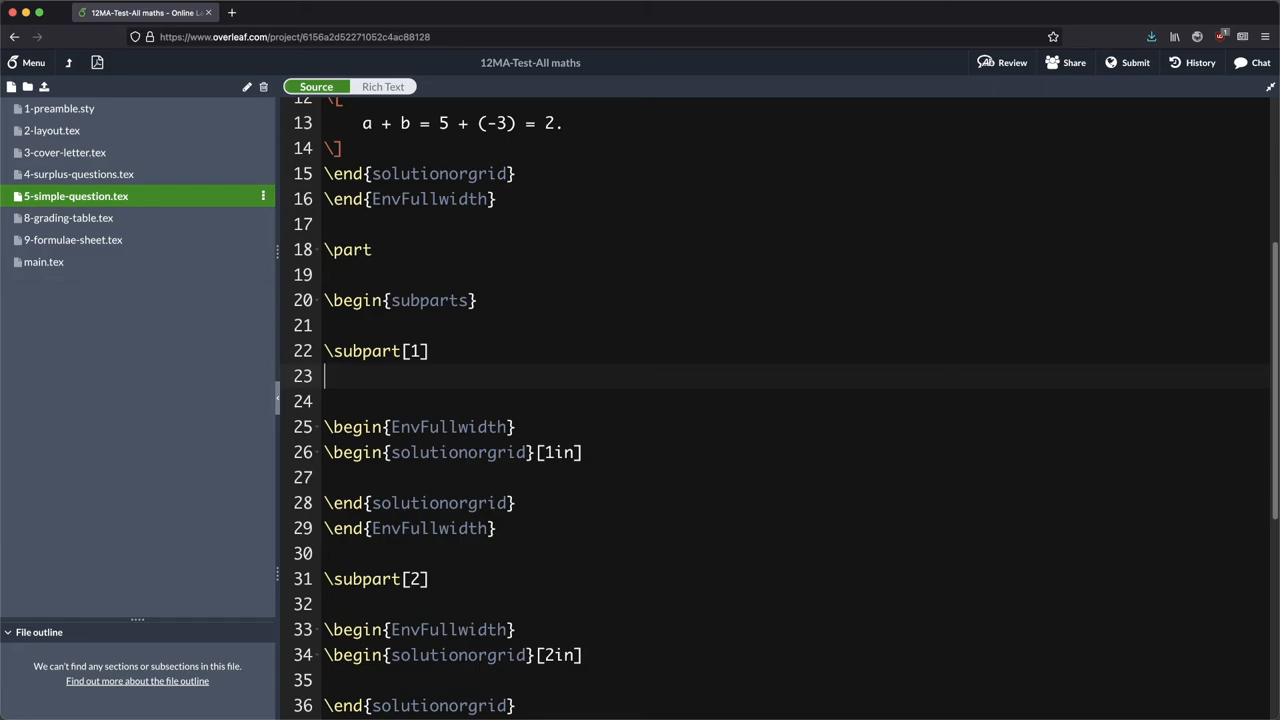 12MA-Test-All maths - Online L
https://www.overleaf.com/project/6156a2d52271052c4ac88128
Menu
12MA-Test-All maths
Review
Share
Submit
History
Chat
Source
Rich Text
1-preamble.sty
2-layout.tex
3-cover-letter.tex
4-surplus-questions.tex
5-simple-question.tex
8-grading-table.tex
9-formulae-sheet.tex
main.tex
File outline
We can't find any sections or subsections in this file.
Find out more about the file outline
12 \[
13 a + b = 5 + (-3) = 2.
14 \]
15 \end{solutionorgrid}
16 \end{EnvFullwidth}
17
18 \part
19
20 \begin{subparts}
21
22 \subpart[1]
23
24
25 \begin{EnvFullwidth}
26 \begin{solutionorgrid}[1in]
27
28 \end{solutionorgrid}
29 \end{EnvFullwidth}
30
31 \subpart[2]
32
33 \begin{EnvFullwidth}
34 \begin{solutionorgrid}[2in]
35
36 \end{solutionorgrid}